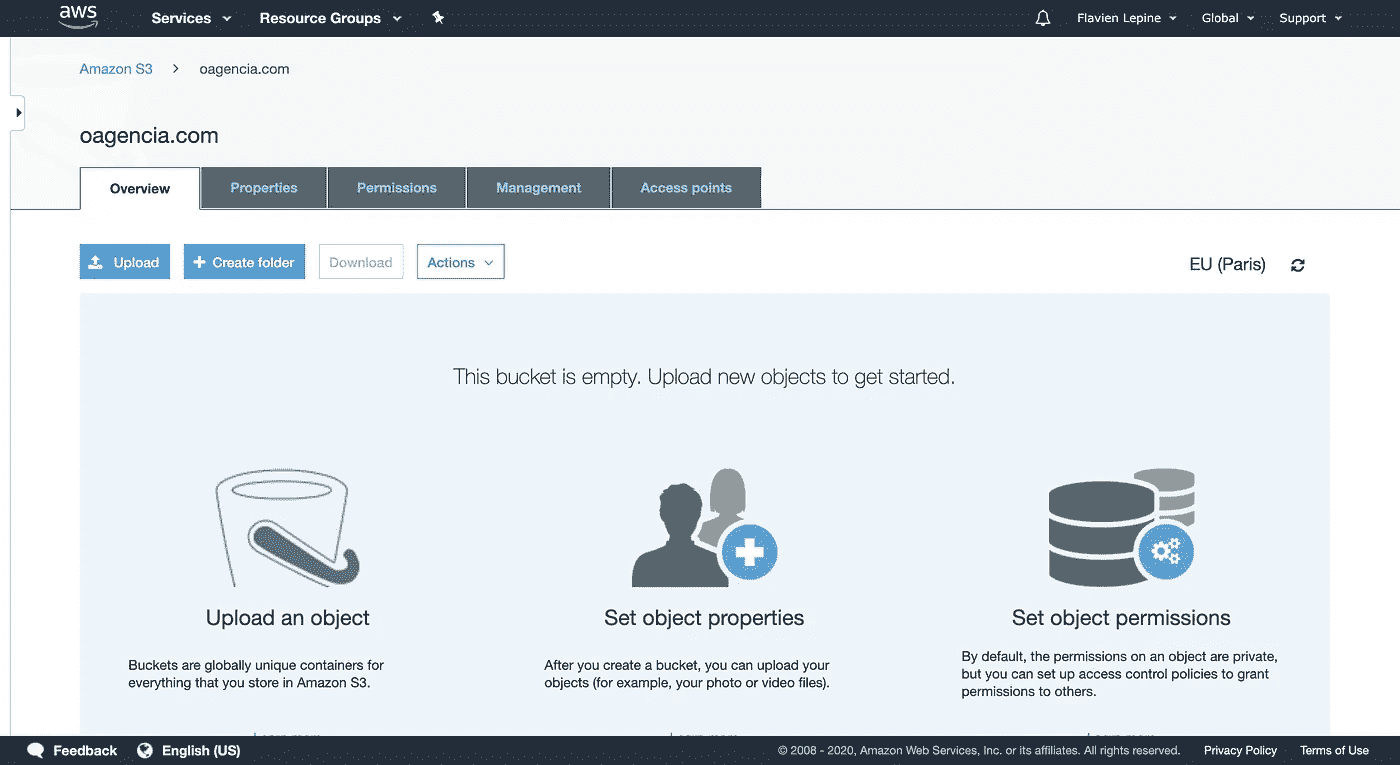 aws Services Resource Groups Flavien Lepine Global Support
Amazon S3 oagencia.com
oagencia.com
Overview Properties Permissions Management Access points
Upload Create folder Download Actions EU (Paris)
This bucket is empty. Upload new objects to get started.
Upload an object
Buckets are globally unique containers for
everything that you store in Amazon S3.
Set object properties
After you create a bucket, you can upload your
objects (for example, your photo or video files).
Set object permissions
By default, the permissions on an object are private,
but you can set up access control policies to grant
permissions to others.
Feedback English (US) © 2008 - 2020, Amazon Web Services, Inc. or its affiliates. All rights reserved. Privacy Policy Terms of Use